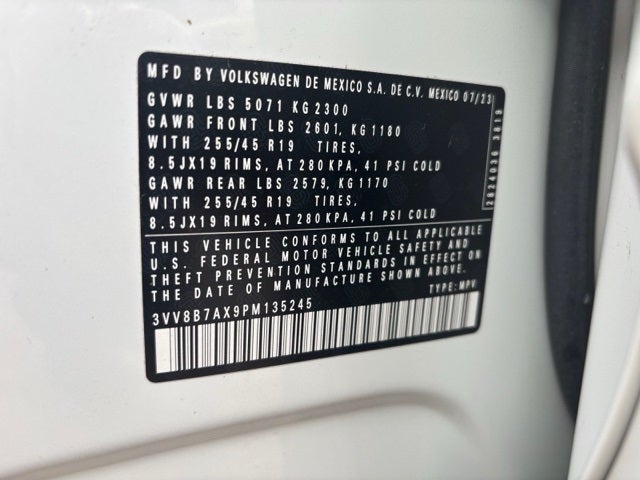 MFD BY VOLKSWAGEN DE MEXICO S.A. DE C.V. MEXICO 07/23
GVWR LBS 5071 KG 2300
GAWR FRONT LBS 2601, KG 1180
WITH 255/45 R19 TIRES,
8.5JX19 RIMS, AT 280 KPA, 41 PSI COLD
GAWR REAR LBS 2579, KG 1170
WITH 255/45 R19 TIRES,
8.5JX19 RIMS, AT 280 KPA, 41 PSI COLD
2824036 3819
THIS VEHICLE CONFORMS TO ALL APPLICABLE
U.S. FEDERAL MOTOR VEHICLE SAFETY AND
THEFT PREVENTION STANDARDS IN EFFECT ON
THE DATE OF MANUFACTURE SHOWN ABOVE.
3VV8B7AX9PM135245 TYPE: MPV